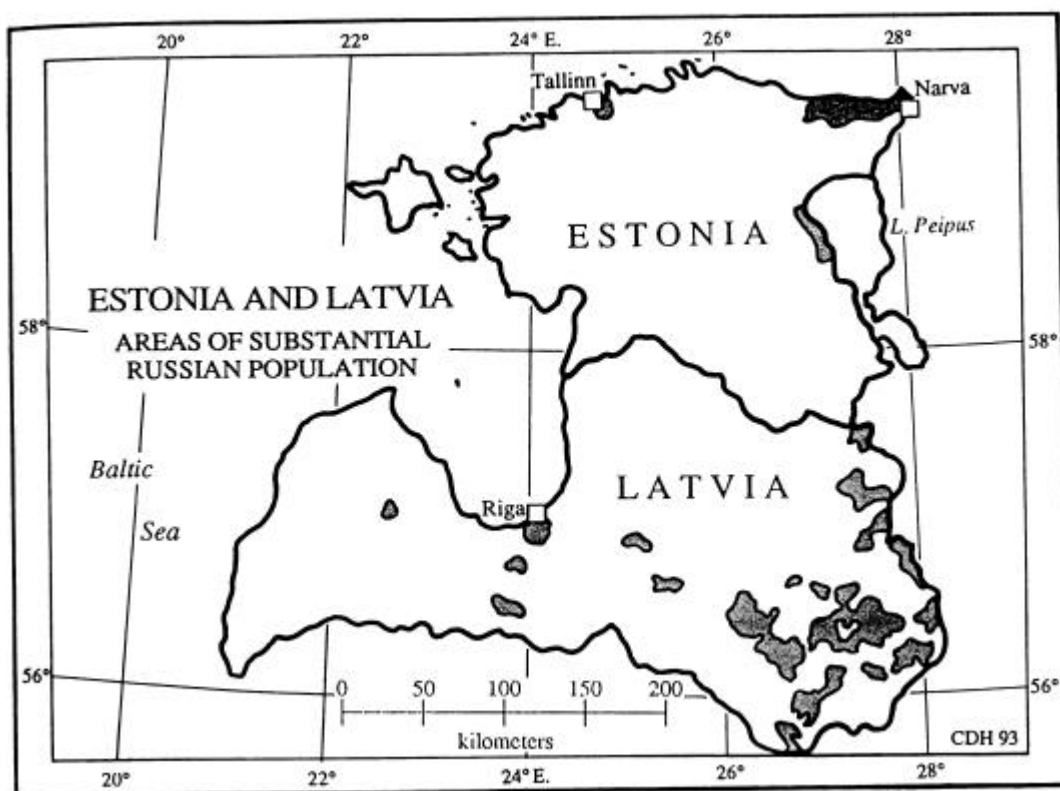 20°
22°
24° E.
26°
28°
Tallinn
Narva
ESTONIA
L. Peipus
ESTONIA AND LATVIA
AREAS OF SUBSTANTIAL
RUSSIAN POPULATION
58°
58°
Baltic
Sea
LATVIA
Riga
56°
56°
0 50 100 150 200
kilometers
CDH 93
20°
22°
24° E.
26°
28°